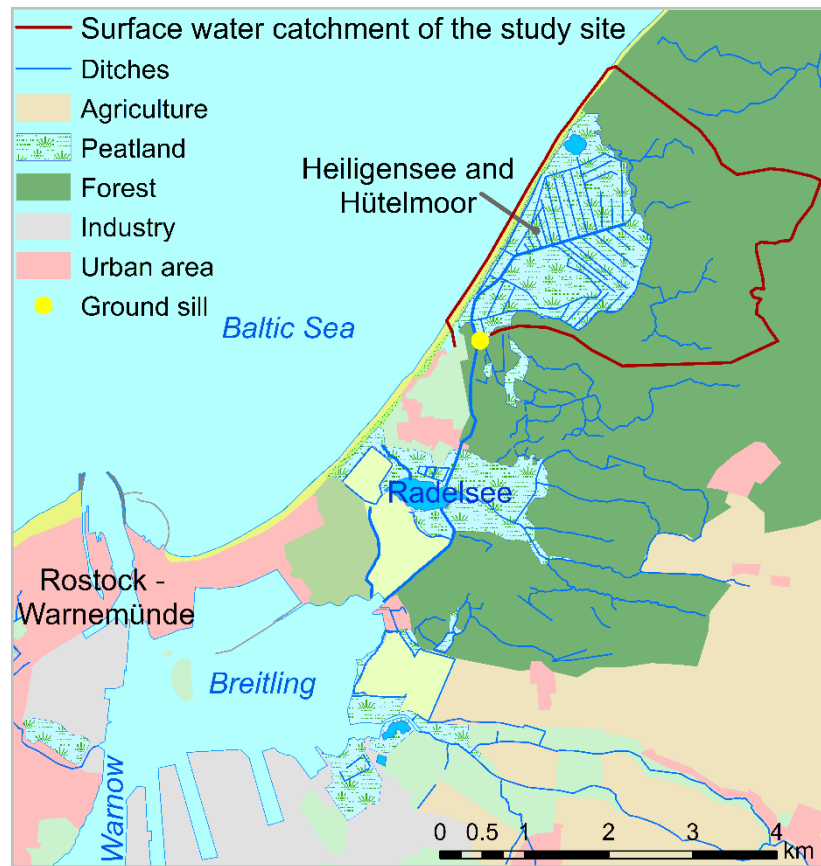 Surface water catchment of the study site
Ditches
Agriculture
Peatland
Forest
Industry
Urban area
Ground sill
Heiligensee and
Hütelmoor
Baltic Sea
Radelsee
Rostock -
Warnemünde
Breitling
Warnow
0 0.5 1 2 3 4
km